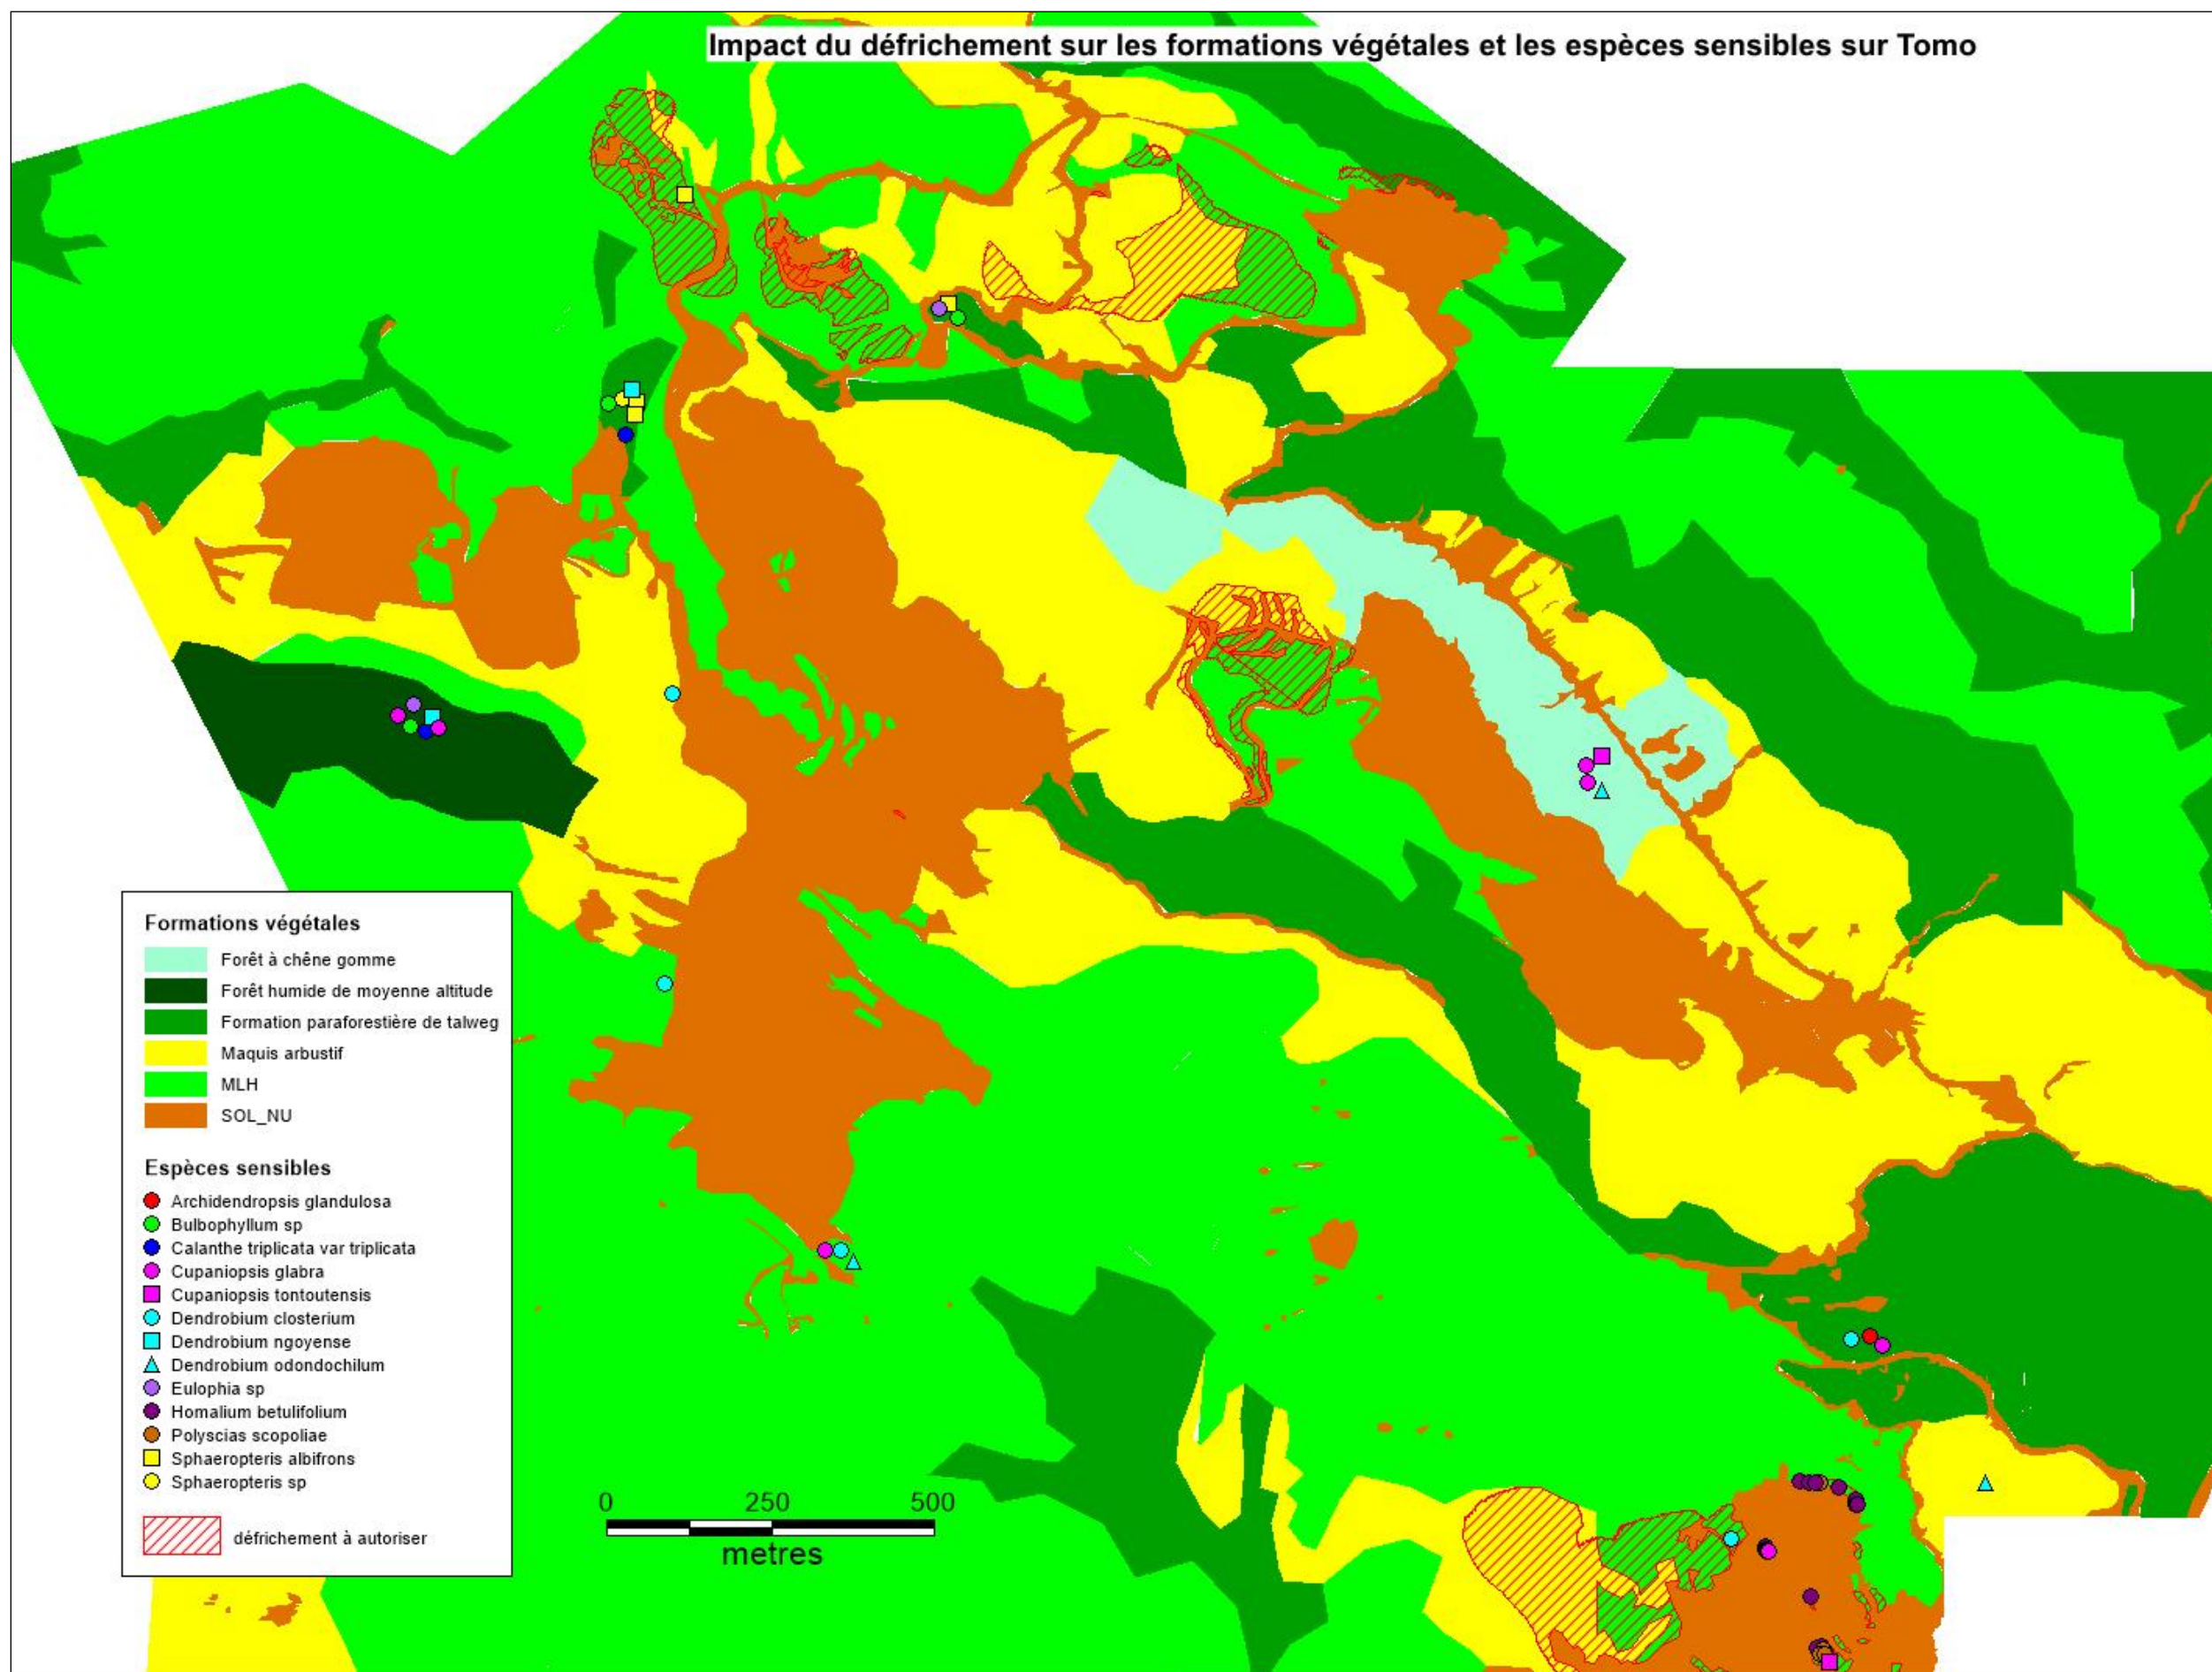 Impact du défrichement sur les formations végétales et les espèces sensibles sur Tomo
Formations végétales
Forêt à chêne gomme
Forêt humide de moyenne altitude
Formation paraforestière de talweg
Maquis arbustif
MLH
SOL_NU
Espèces sensibles
Archidendropsis glandulosa
Bulbophyllum sp
Calanthe triplicata var triplicata
Cupaniopsis glabra
Cupaniopsis tontoutensis
Dendrobium closterium
Dendrobium ngoyense
Dendrobium odondochilum
Eulophia sp
Homalium betulifolium
Polyscias scopoliae
Sphaeropteris albifrons
Sphaeropteris sp
défrichement à autoriser
0 250 500
metres